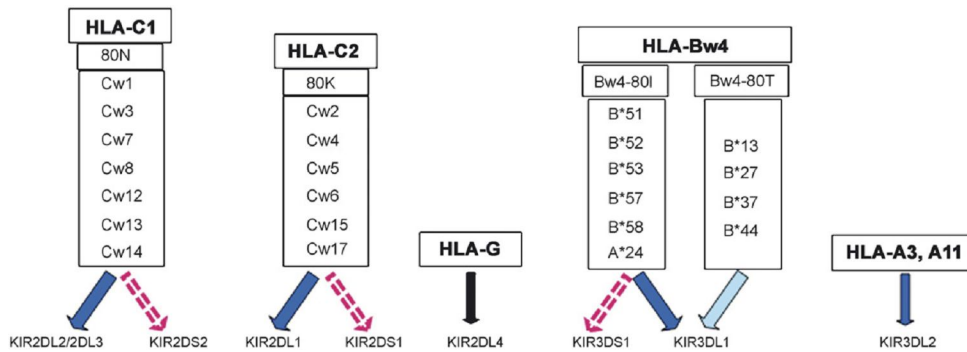 HLA-C1
80N
Cw1
Cw3
Cw7
Cw8
Cw12
Cw13
Cw14
KIR2DL2/2DL3
KIR2DS2
HLA-C2
80K
Cw2
Cw4
Cw5
Cw6
Cw15
Cw17
KIR2DL1
KIR2DS1
HLA-G
KIR2DL4
HLA-Bw4
Bw4-80I
B*51
B*52
B*53
B*57
B*58
A*24
Bw4-80T
B*13
B*27
B*37
B*44
KIR3DS1
KIR3DL1
HLA-A3, A11
KIR3DL2